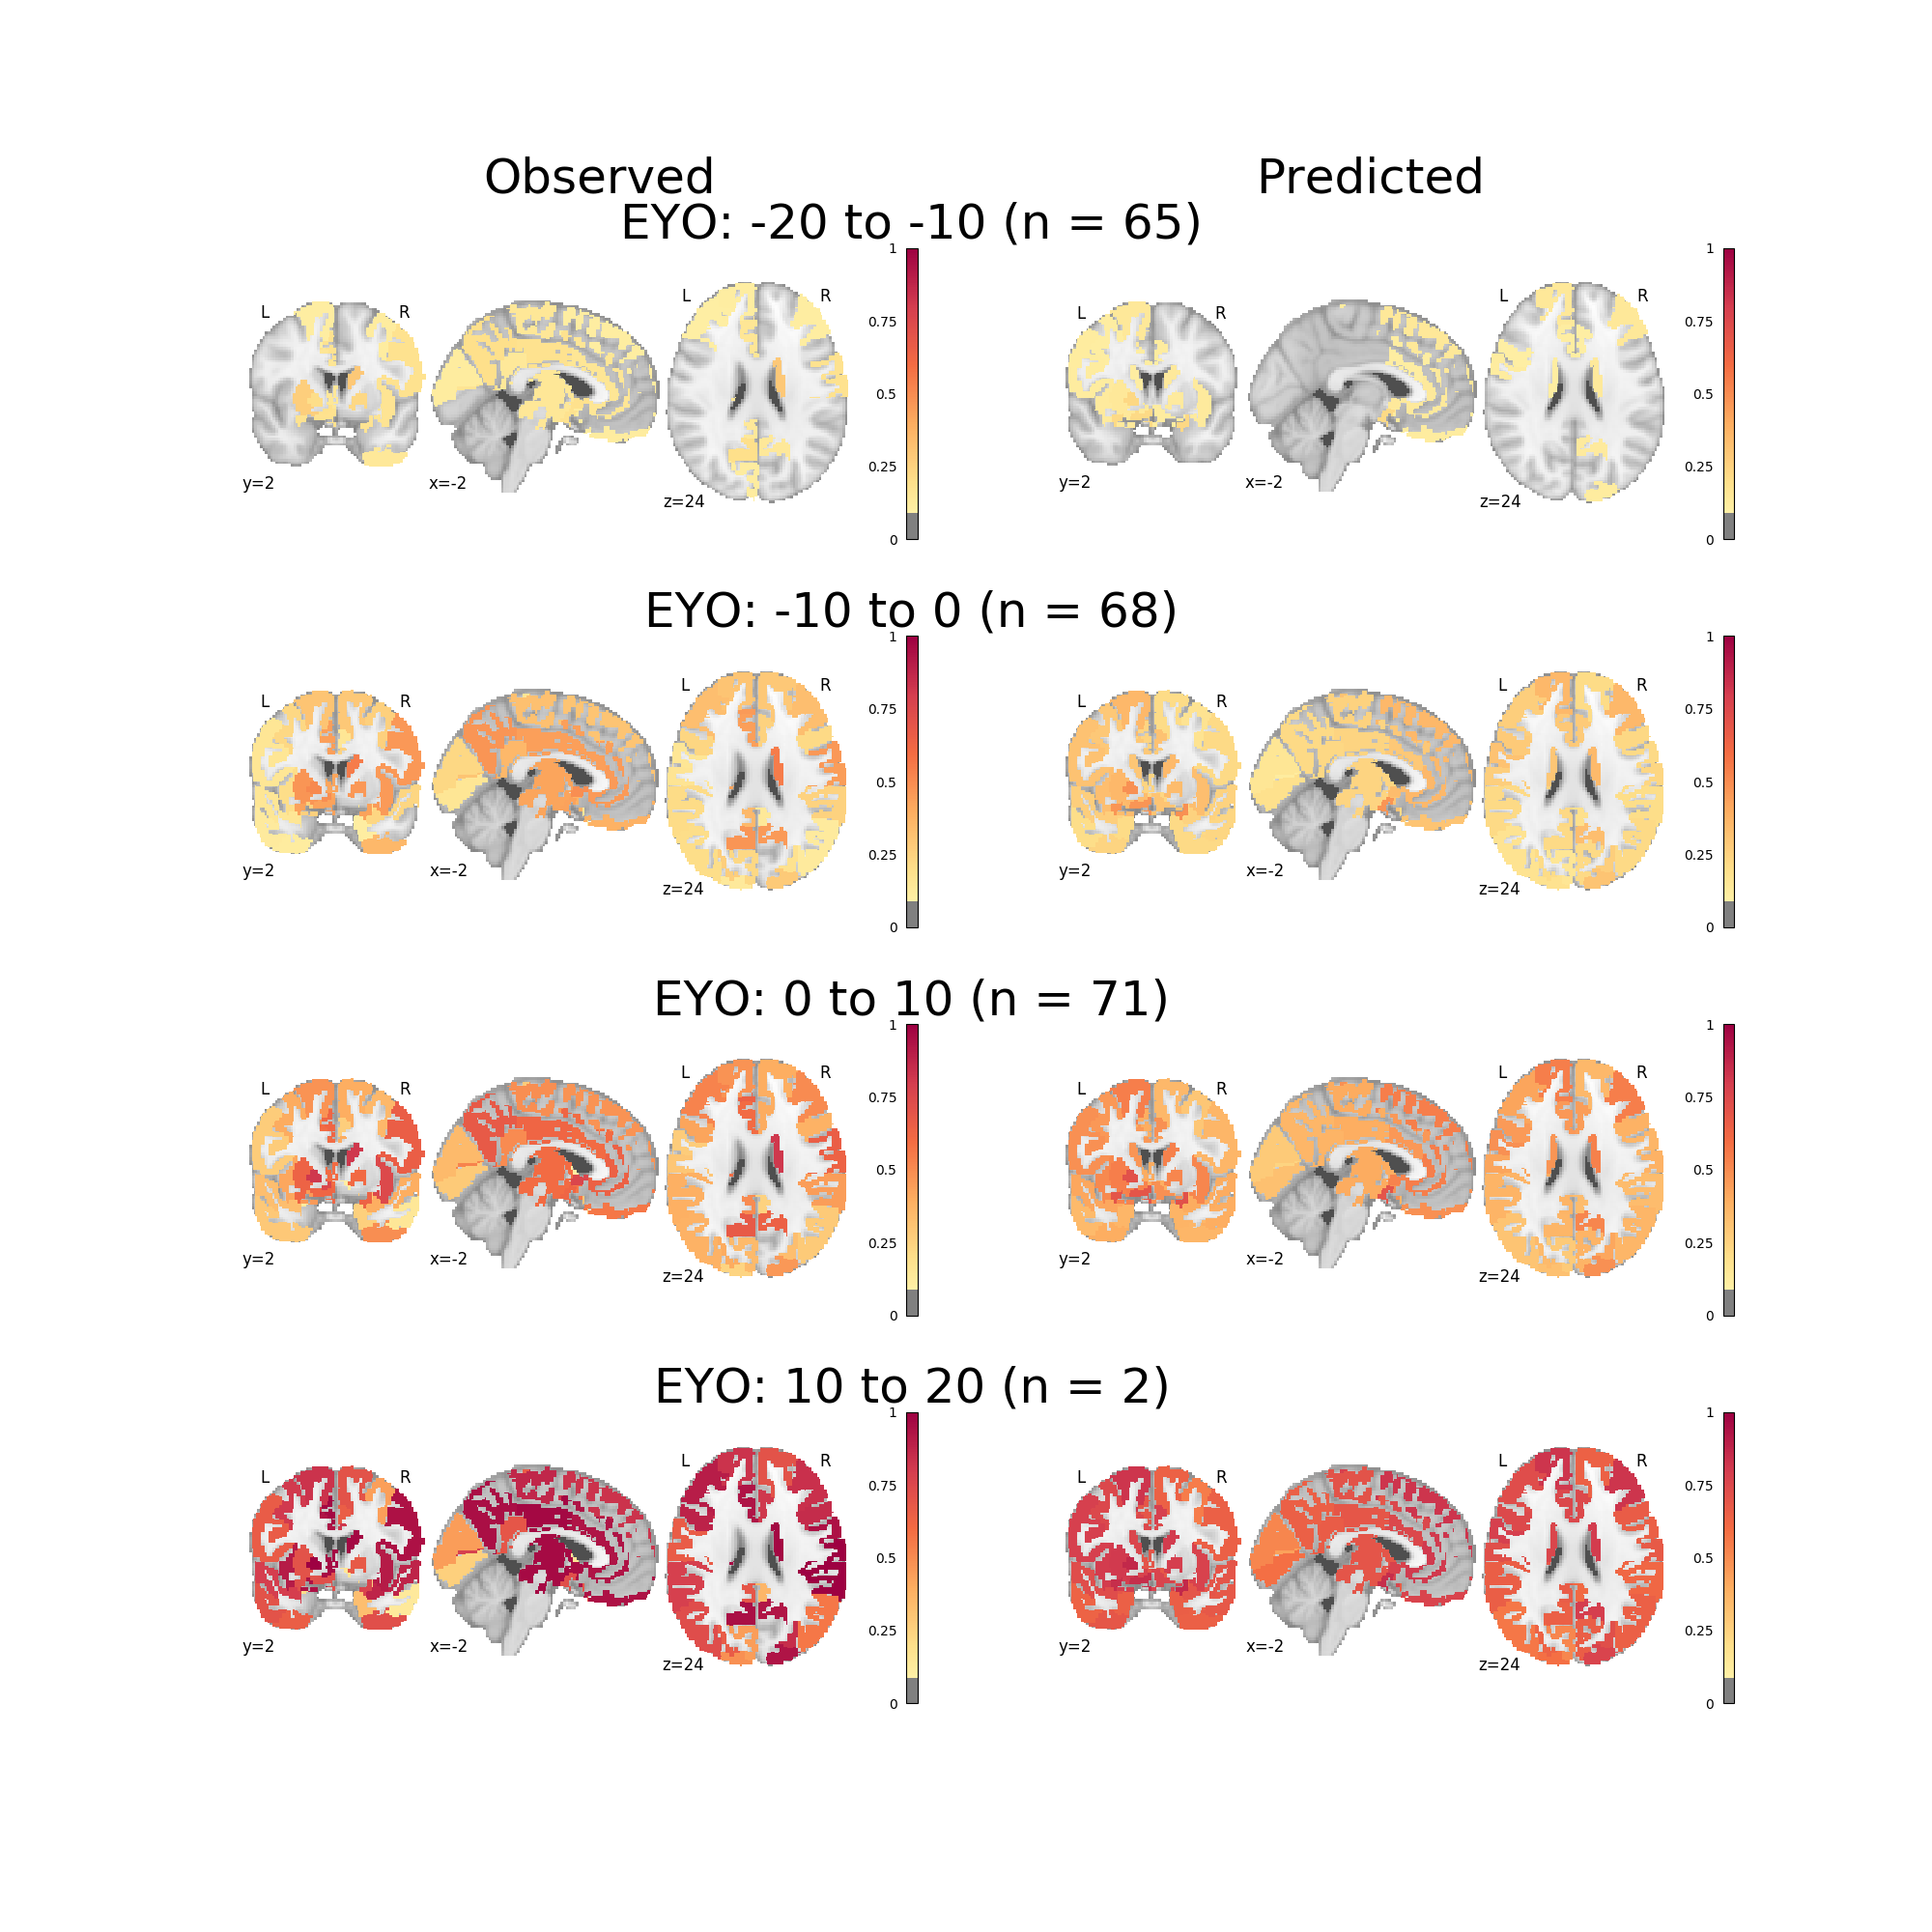 Observed
Predicted
EYO: -20 to -10 (n = 65)
L
R
y=2
x=-2
L
R
z=24
1
0.75
0.5
0.25
0
L
R
y=2
x=-2
L
R
z=24
1
0.75
0.5
0.25
0
EYO: -10 to 0 (n = 68)
L
R
y=2
x=-2
L
R
z=24
1
0.75
0.5
0.25
0
L
R
y=2
x=-2
L
R
z=24
1
0.75
0.5
0.25
0
EYO: 0 to 10 (n = 71)
L
R
y=2
x=-2
L
R
z=24
1
0.75
0.5
0.25
0
L
R
y=2
x=-2
L
R
z=24
1
0.75
0.5
0.25
0
EYO: 10 to 20 (n = 2)
L
R
y=2
x=-2
L
R
z=24
1
0.75
0.5
0.25
0
L
R
y=2
x=-2
L
R
z=24
1
0.75
0.5
0.25
0